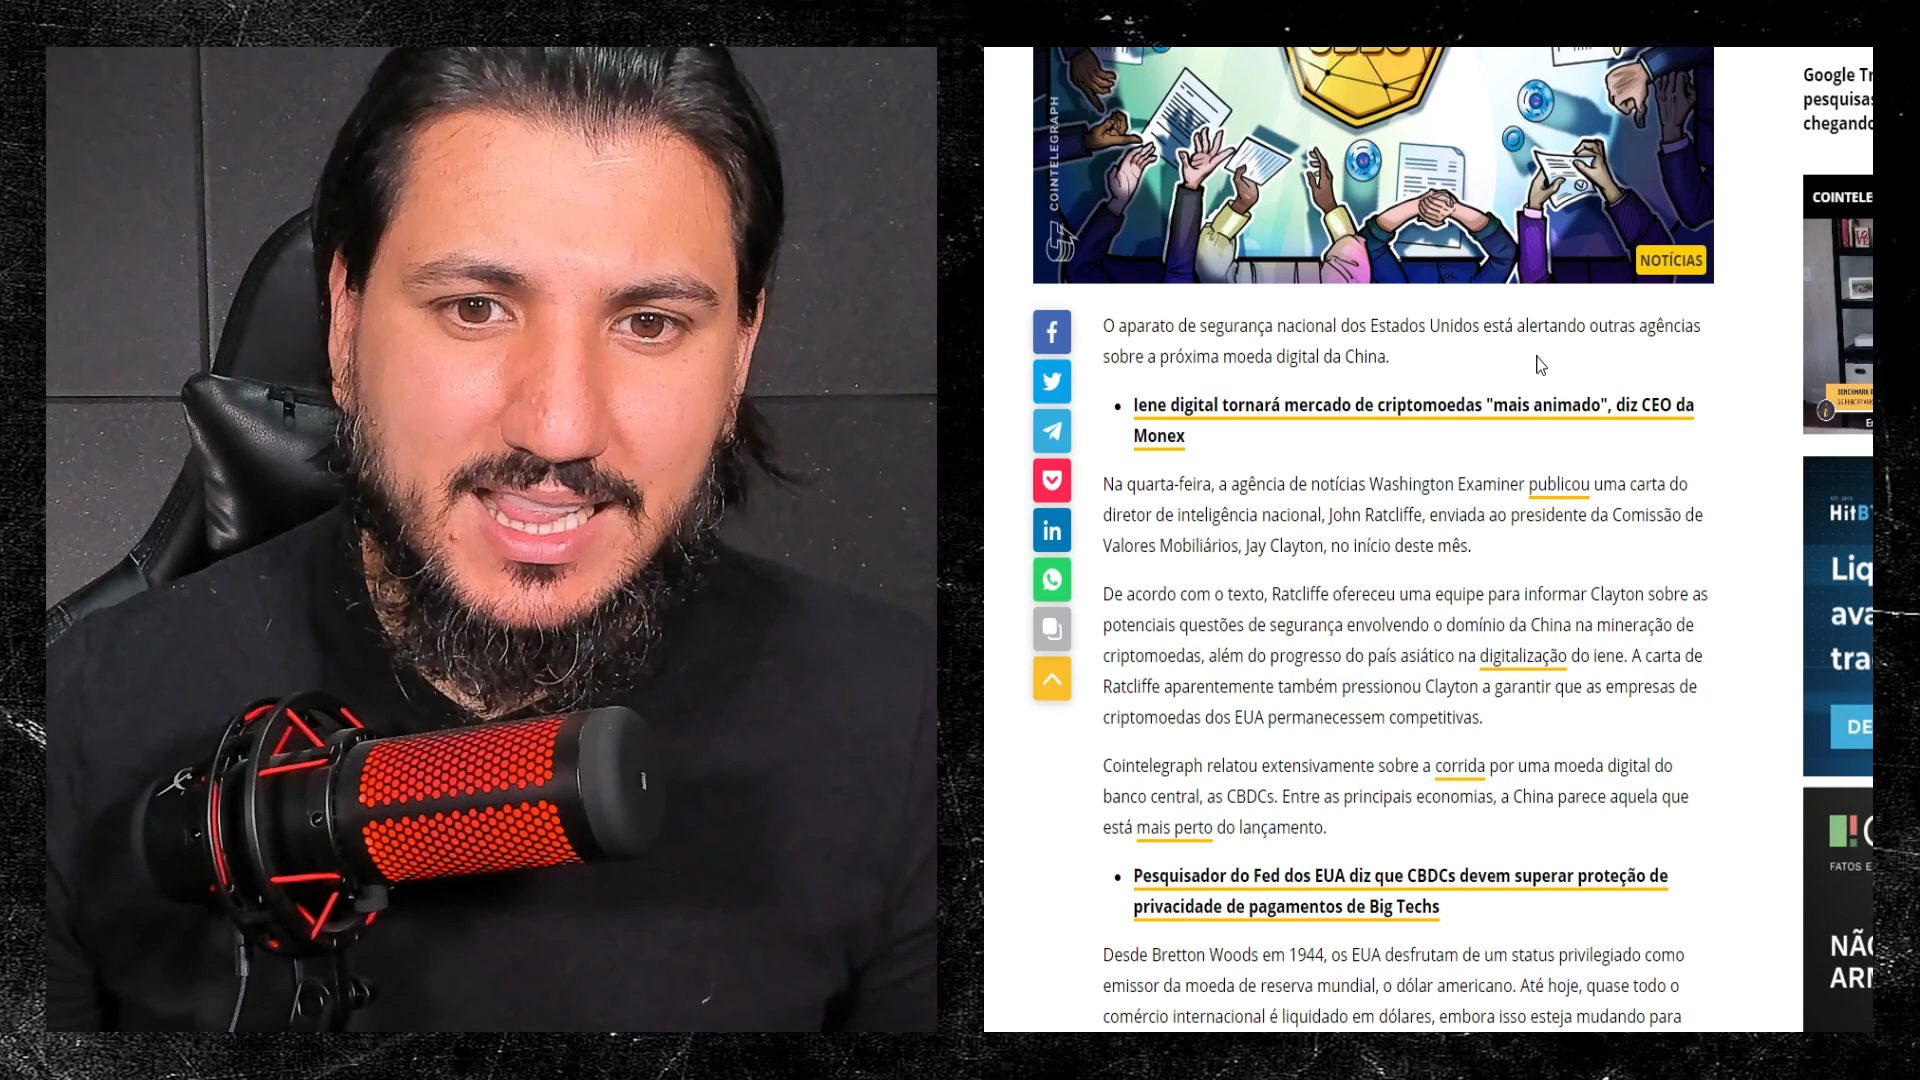 COINTELEGRAPH
NOTÍCIAS
O aparato de segurança nacional dos Estados Unidos está alertando outras agências
sobre a próxima moeda digital da China.
Iene digital tornará mercado de criptomoedas "mais animado", diz CEO da
Monex
Na quarta-feira, a agência de notícias Washington Examiner publicou uma carta do
diretor de inteligência nacional, John Ratcliffe, enviada ao presidente da Comissão de
Valores Mobiliários, Jay Clayton, no início deste mês.
De acordo com o texto, Ratcliffe ofereceu uma equipe para informar Clayton sobre as
potenciais questões de segurança envolvendo o domínio da China na mineração de
criptomoedas, além do progresso do país asiático na digitalização do iene. A carta de
Ratcliffe aparentemente também pressionou Clayton a garantir que as empresas de
criptomoedas dos EUA permanecessem competitivas.
Cointelegraph relatou extensivamente sobre a corrida por uma moeda digital do
banco central, as CBDCs. Entre as principais economias, a China parece aquela que
está mais perto do lançamento.
Pesquisador do Fed dos EUA diz que CBDCs devem superar proteção de
privacidade de pagamentos de Big Techs
Desde Bretton Woods em 1944, os EUA desfrutam de um status privilegiado como
emissor da moeda de reserva mundial, o dólar americano. Até hoje, quase todo o
comércio internacional é liquidado em dólares, embora isso esteja mudando para
Google Tr
pesquisas
chegando
COINTELE
HitB
Liq
ava
tra
DE
FATOS E
NÃO
ARI